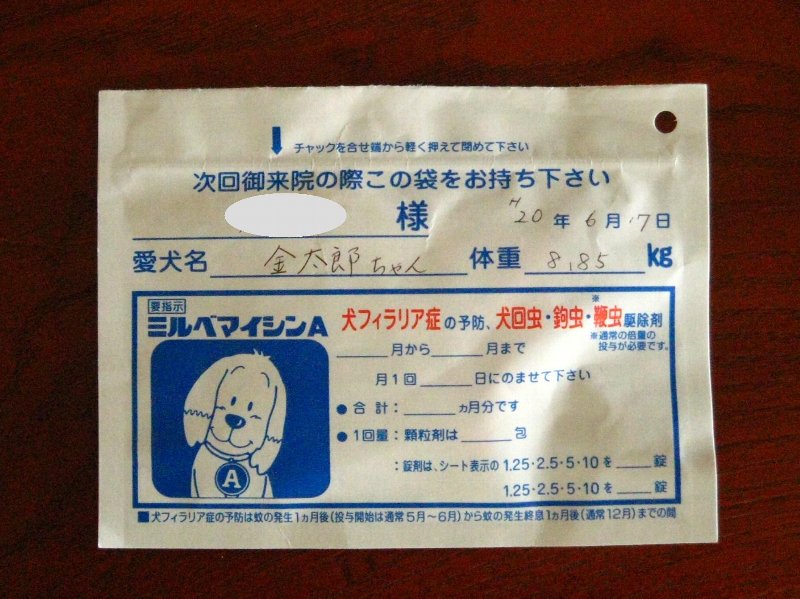 チャックを合せ端から軽く押えて閉めて下さい
次回御来院の際この袋をお持ち下さい
様 H20年6月17日
愛犬名 金太郎ちゃん 体重 8.85 kg
要指示
ミルベマイシンA 犬フィラリア症の予防、犬回虫・鉤虫・鞭虫※駆除剤
※通常の倍量の
投与が必要です。
月から 月まで
月1回 日にのませて下さい
●合計： ヵ月分です
●1回量：顆粒剤は 包
：錠剤は、シート表示の1.25・2.5・5・10を 錠
1.25・2.5・5・10を 錠
A
■犬フィラリア症の予防は蚊の発生1ヵ月後（投与開始は通常5月～6月）から蚊の発生終息1ヵ月後（通常12月）までの間